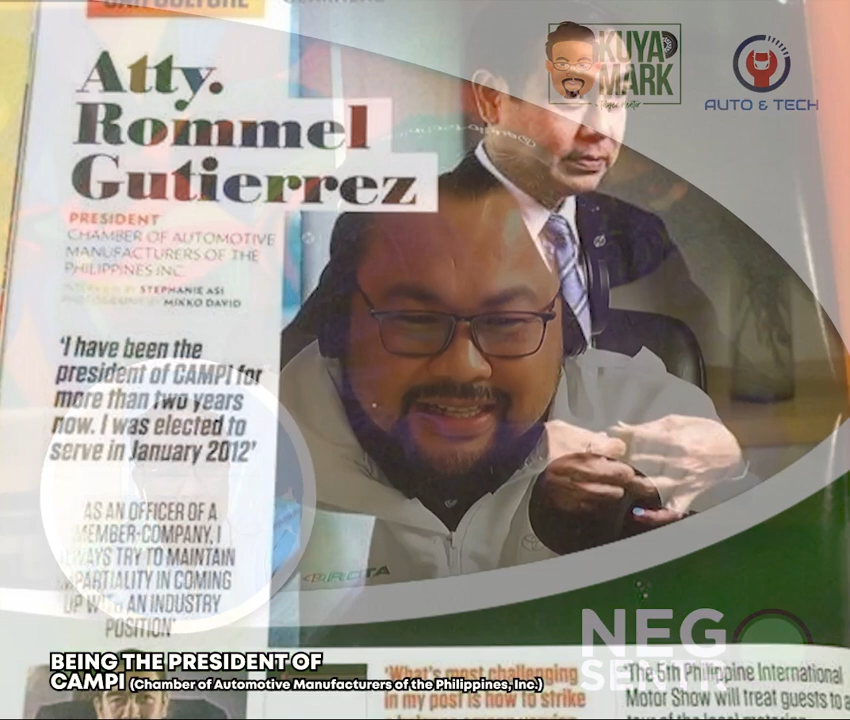 KUYA
MARK
AUTO & TECH
Atty.
Rommel
Gutierrez
PRESIDENT
CHAMBER OF AUTOMOTIVE
MANUFACTURERS OF THE
PHILIPPINES INC.
STEPHANIE ASI
MIKKO DAVID
'I have been the
president of CAMPI for
more than two years
now. I was elected to
serve in January 2012'
AS AN OFFICER OF A
MEMBER-COMPANY, I
ALWAYS TRY TO MAINTAIN
IMPARTIALITY IN COMING
UP WITH AN INDUSTRY
POSITION'
NEGO
BEING THE PRESIDENT OF
CAMPI (Chamber of Automotive Manufacturers of the Philippines, Inc.)
'What's most challenging
in my post is how to strike
"The 5th Philippine International
Motor Show will treat guests to a